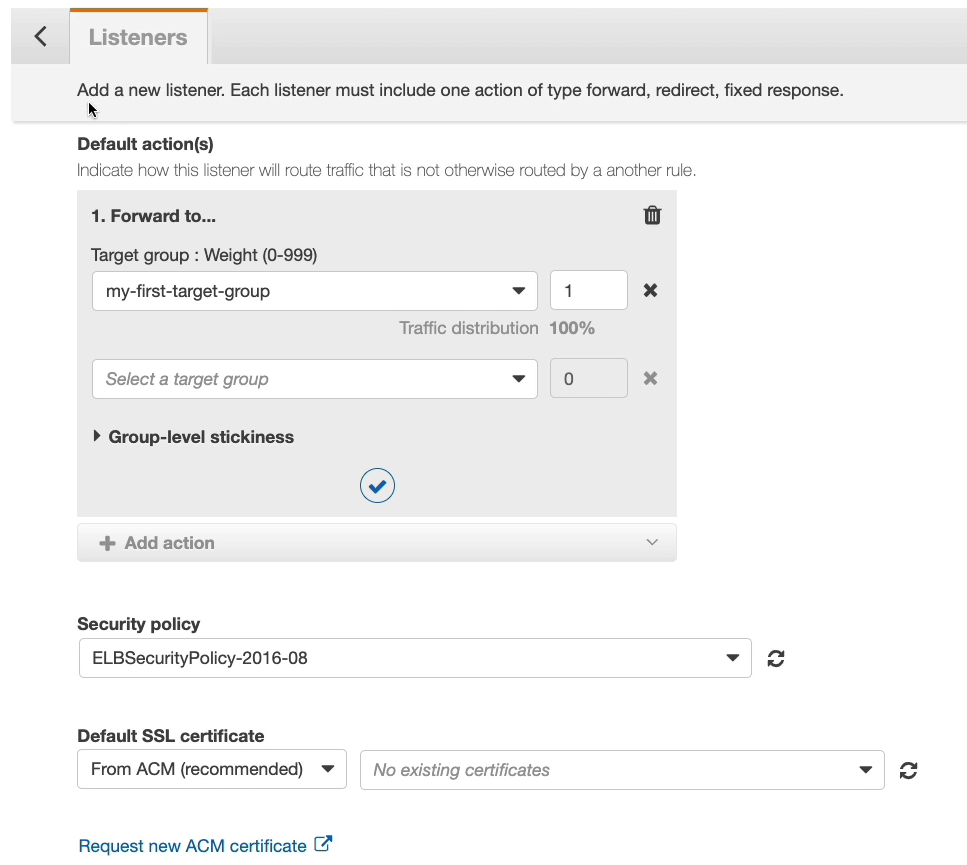 Listeners
Add a new listener. Each listener must include one action of type forward, redirect, fixed response.
Default action(s)
Indicate how this listener will route traffic that is not otherwise routed by a another rule.
1. Forward to...
Target group : Weight (0-999)
my-first-target-group 1
Traffic distribution 100%
Select a target group 0
Group-level stickiness
Add action
Security policy
ELBSecurityPolicy-2016-08
Default SSL certificate
From ACM (recommended) No existing certificates
Request new ACM certificate